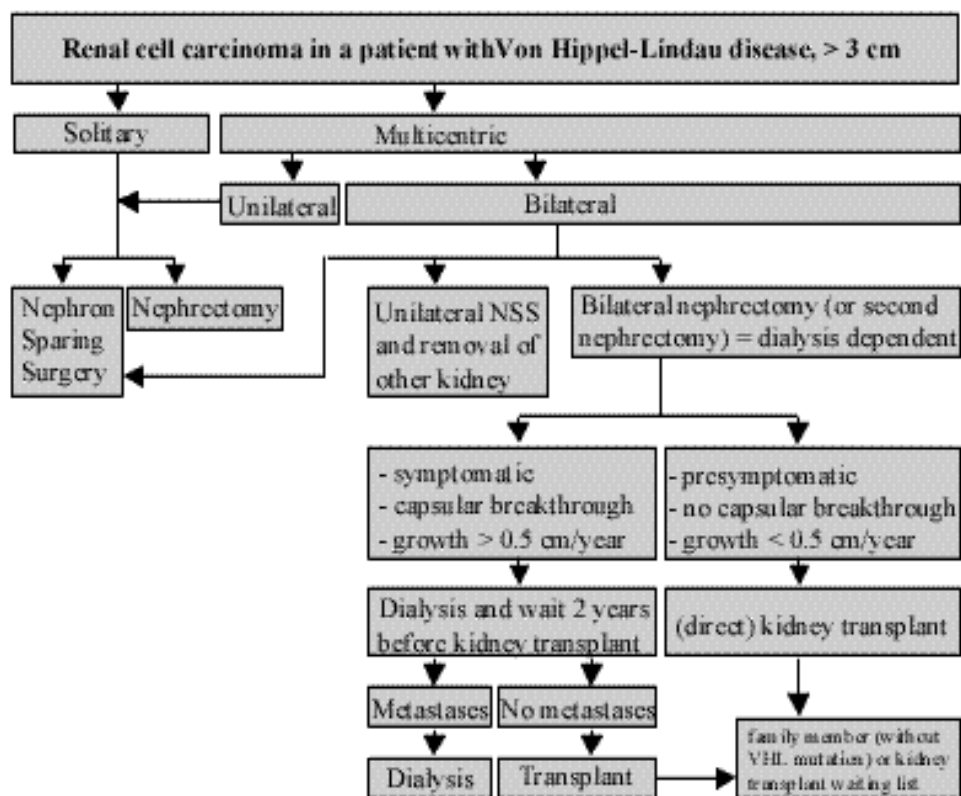 Renal cell carcinoma in a patient withVon Hippel-Lindau disease, > 3 cm
Solitary
Multicentric
Unilateral
Bilateral
Nephron
Sparing
Surgery
Nephrectomy
Unilateral NSS
and removal of
other kidney
Bilateral nephrectomy (or second
nephrectomy) = dialysis dependent
- symptomatic
- capsular breakthrough
- growth > 0.5 cm/year
- presymptomatic
- no capsular breakthrough
- growth < 0.5 cm/year
Dialysis and wait 2 years
before kidney transplant
(direct) kidney transplant
Metastases
No metastases
Dialysis
Transplant
family member (without
VHL mutation) or kidney
transplant waiting list